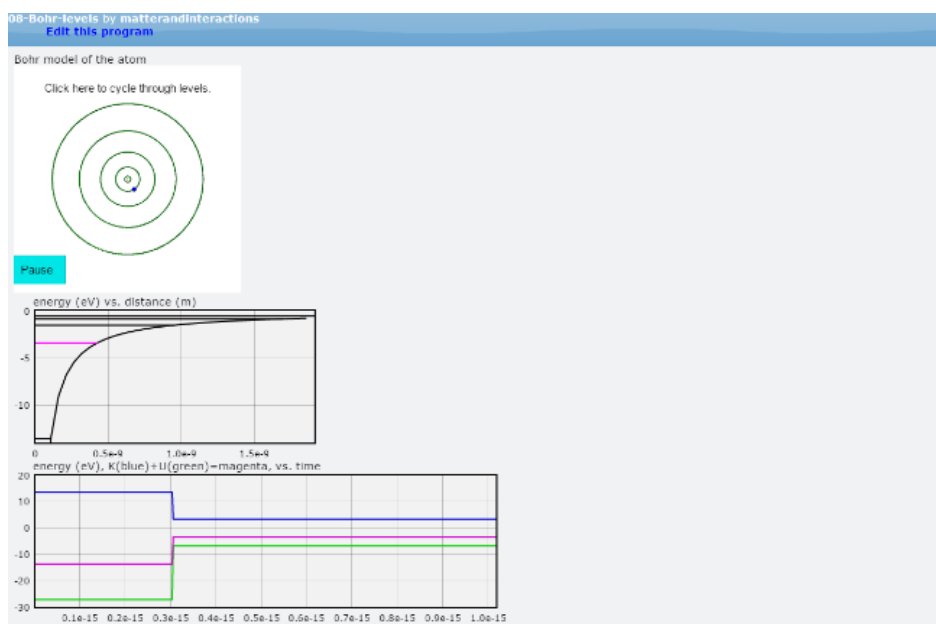 08-Bohr-levels by matterandinteractions
Edit this program
Bohr model of the atom
Click here to cycle through levels.
Pause
energy (eV) vs. distance (m)
0
-5
-10
0 0.5e-9 1.0e-9 1.5e-9
energy (eV), K(blue)+U(green)=magenta, vs. time
20
10
0
-10
-20
-30
0.1e-15 0.2e-15 0.3e-15 0.4e-15 0.5e-15 0.6e-15 0.7e-15 0.8e-15 0.9e-15 1.0e-15